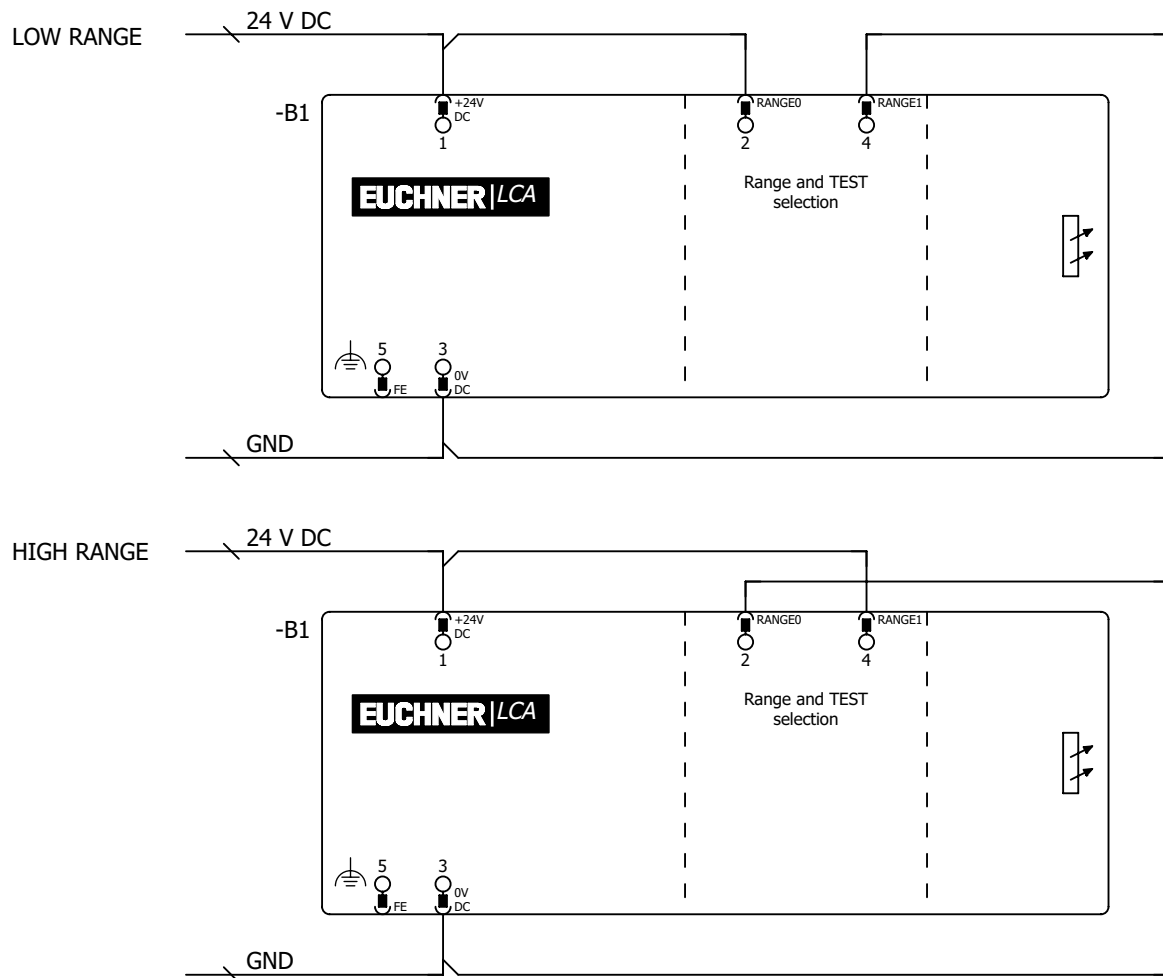 24 V DC
LOW RANGE
-B1
+24V
DC
1
RANGE0
2
RANGE1
4
EUCHNER|LCA
Range and TEST
selection
5
FE
3
0V
DC
GND
24 V DC
HIGH RANGE
-B1
+24V
DC
1
RANGE0
2
RANGE1
4
EUCHNER|LCA
Range and TEST
selection
5
FE
3
0V
DC
GND